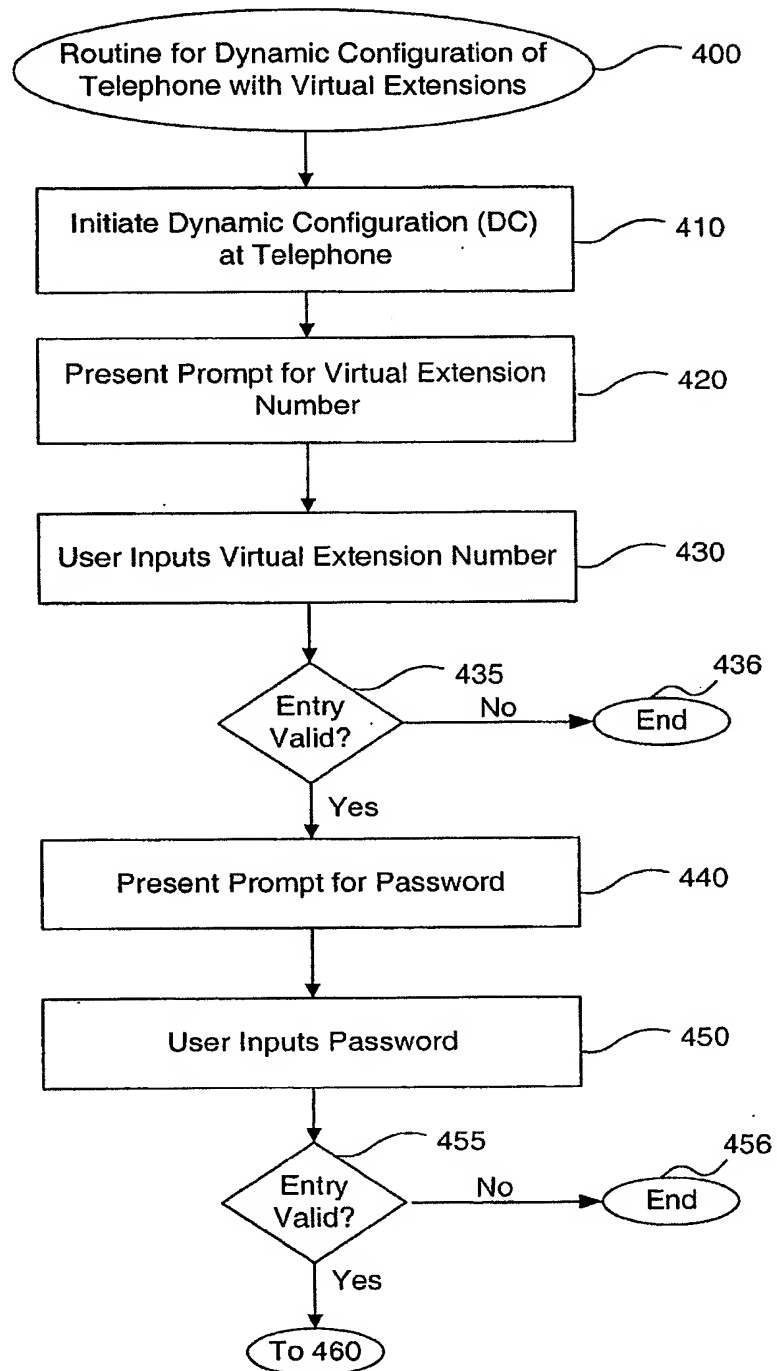 Routine for Dynamic Configuration of
Telephone with Virtual Extensions
400
Initiate Dynamic Configuration (DC)
at Telephone
410
Present Prompt for Virtual Extension
Number
420
User Inputs Virtual Extension Number
430
435
436
Entry
Valid?
No
End
Yes
Present Prompt for Password
440
User Inputs Password
450
455
456
Entry
Valid?
No
End
Yes
To 460